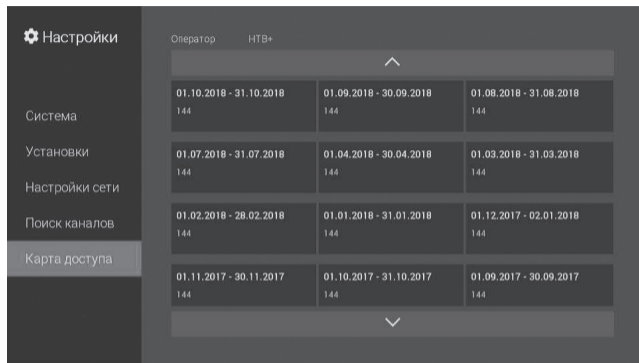 Настройки
Оператор НТВ+
01.10.2018 - 31.10.2018 01.09.2018 - 30.09.2018 01.08.2018 - 31.08.2018
144 144 144
Система
Установки
01.07.2018 - 31.07.2018 01.04.2018 - 30.04.2018 01.03.2018 - 31.03.2018
144 144 144
Настройки сети
Поиск каналов
01.02.2018 - 28.02.2018 01.01.2018 - 31.01.2018 01.12.2017 - 02.01.2018
144 144 144
Карта доступа
01.11.2017 - 30.11.2017 01.10.2017 - 31.10.2017 01.09.2017 - 30.09.2017
144 144 144